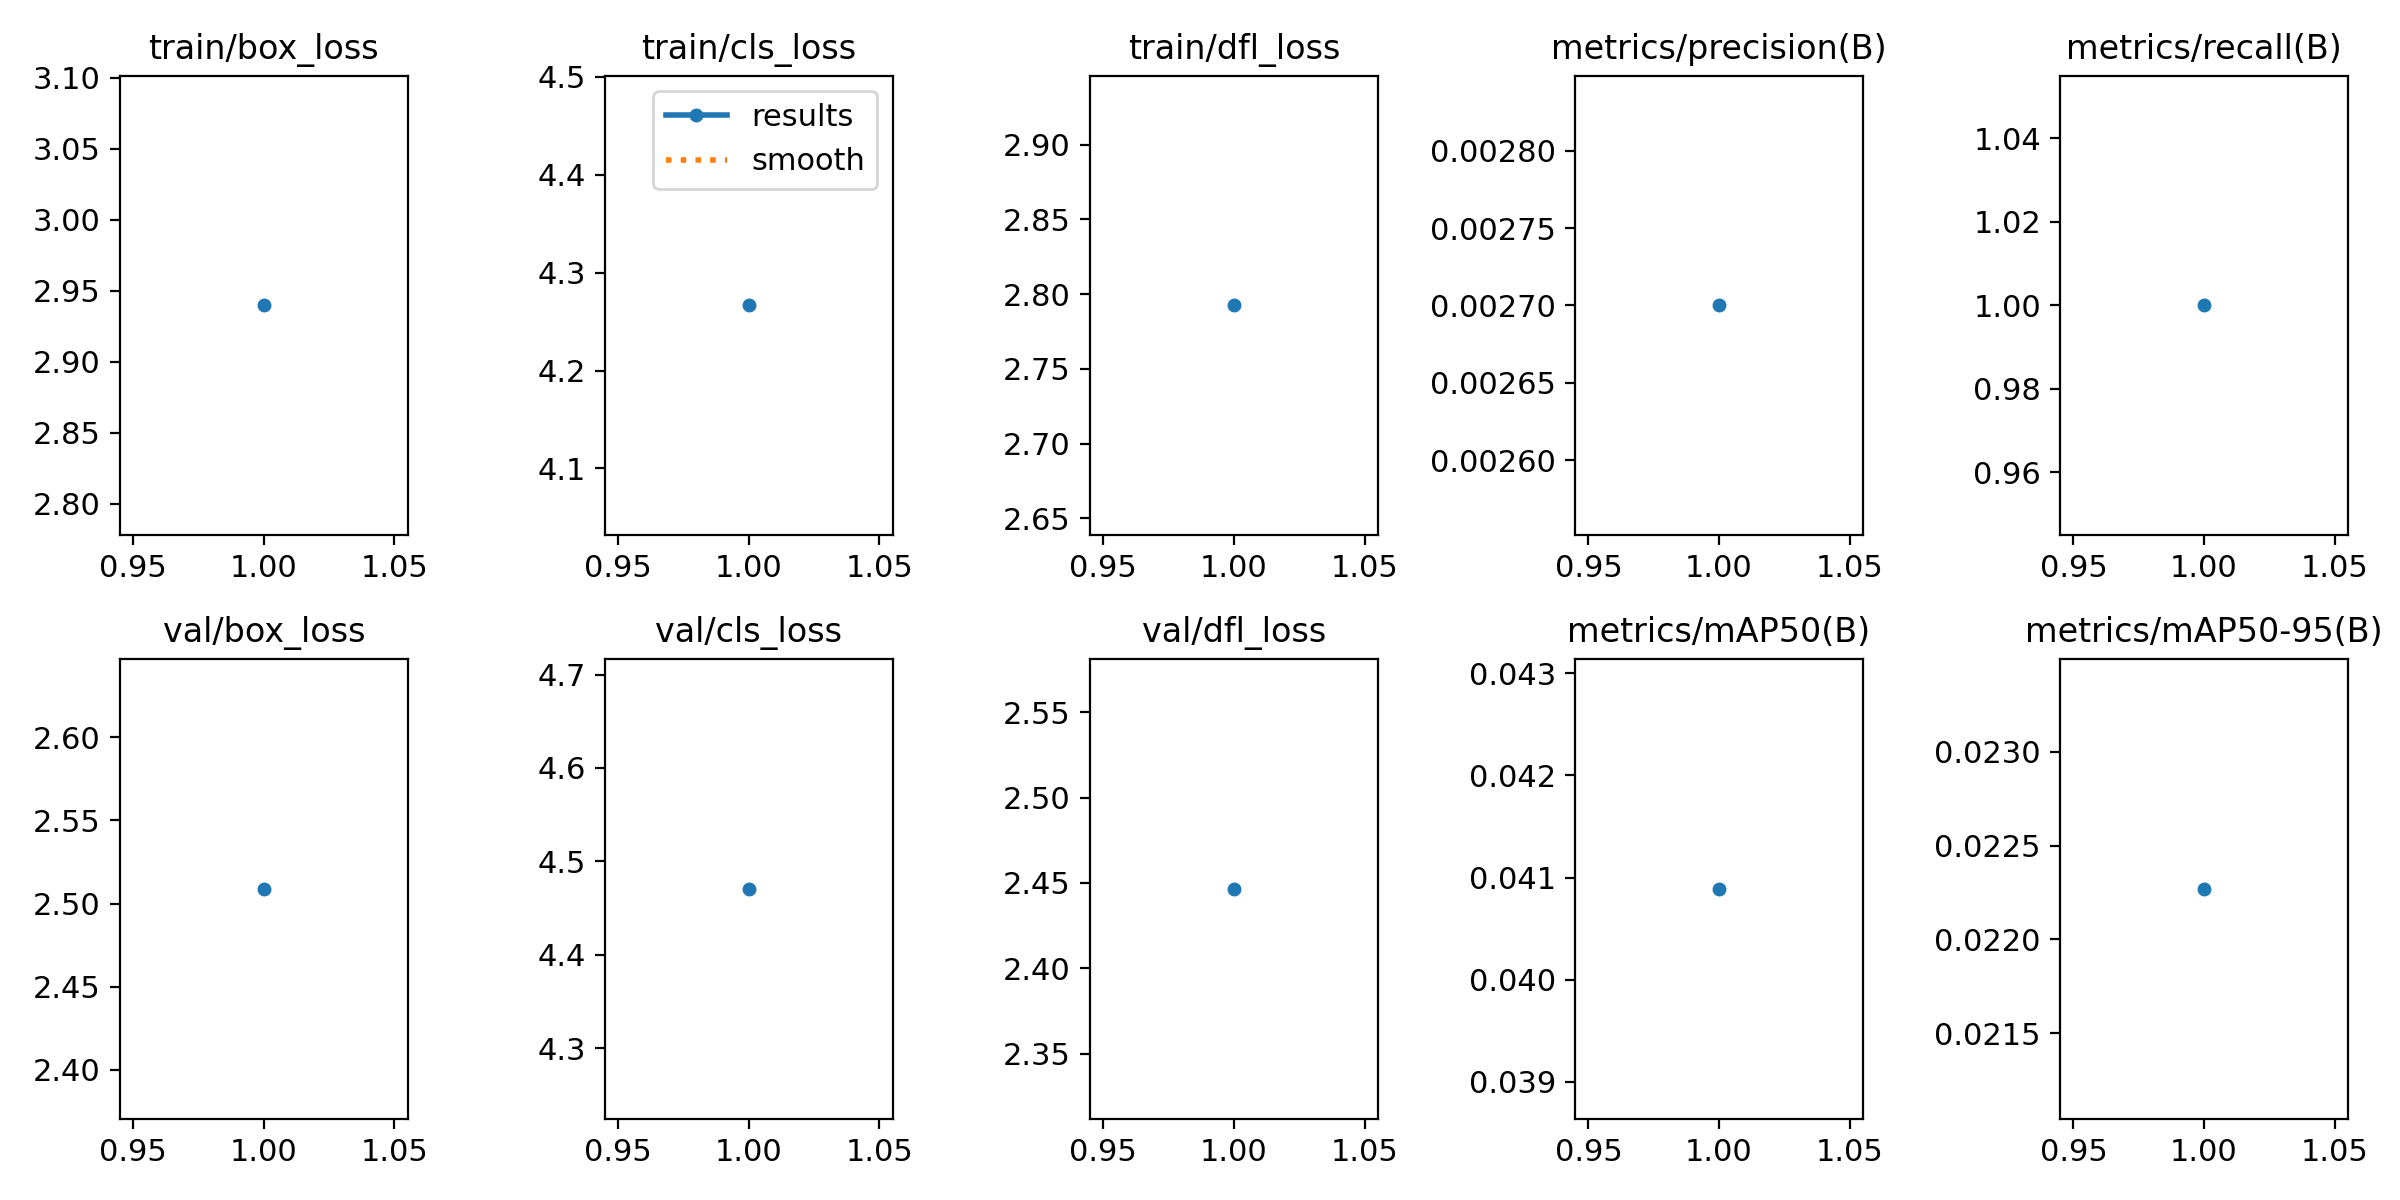 train/box_loss
3.10
3.05
3.00
2.95
2.90
2.85
2.80
0.95 1.00 1.05
train/cls_loss
4.5
4.4
4.3
4.2
4.1
results
smooth
0.95 1.00 1.05
train/dfl_loss
2.90
2.85
2.80
2.75
2.70
2.65
0.95 1.00 1.05
metrics/precision(B)
0.00280
0.00275
0.00270
0.00265
0.00260
0.95 1.00 1.05
metrics/recall(B)
1.04
1.02
1.00
0.98
0.96
0.95 1.00 1.05
val/box_loss
2.60
2.55
2.50
2.45
2.40
0.95 1.00 1.05
val/cls_loss
4.7
4.6
4.5
4.4
4.3
0.95 1.00 1.05
val/dfl_loss
2.55
2.50
2.45
2.40
2.35
0.95 1.00 1.05
metrics/mAP50(B)
0.043
0.042
0.041
0.040
0.039
0.95 1.00 1.05
metrics/mAP50-95(B)
0.0230
0.0225
0.0220
0.0215
0.95 1.00 1.05